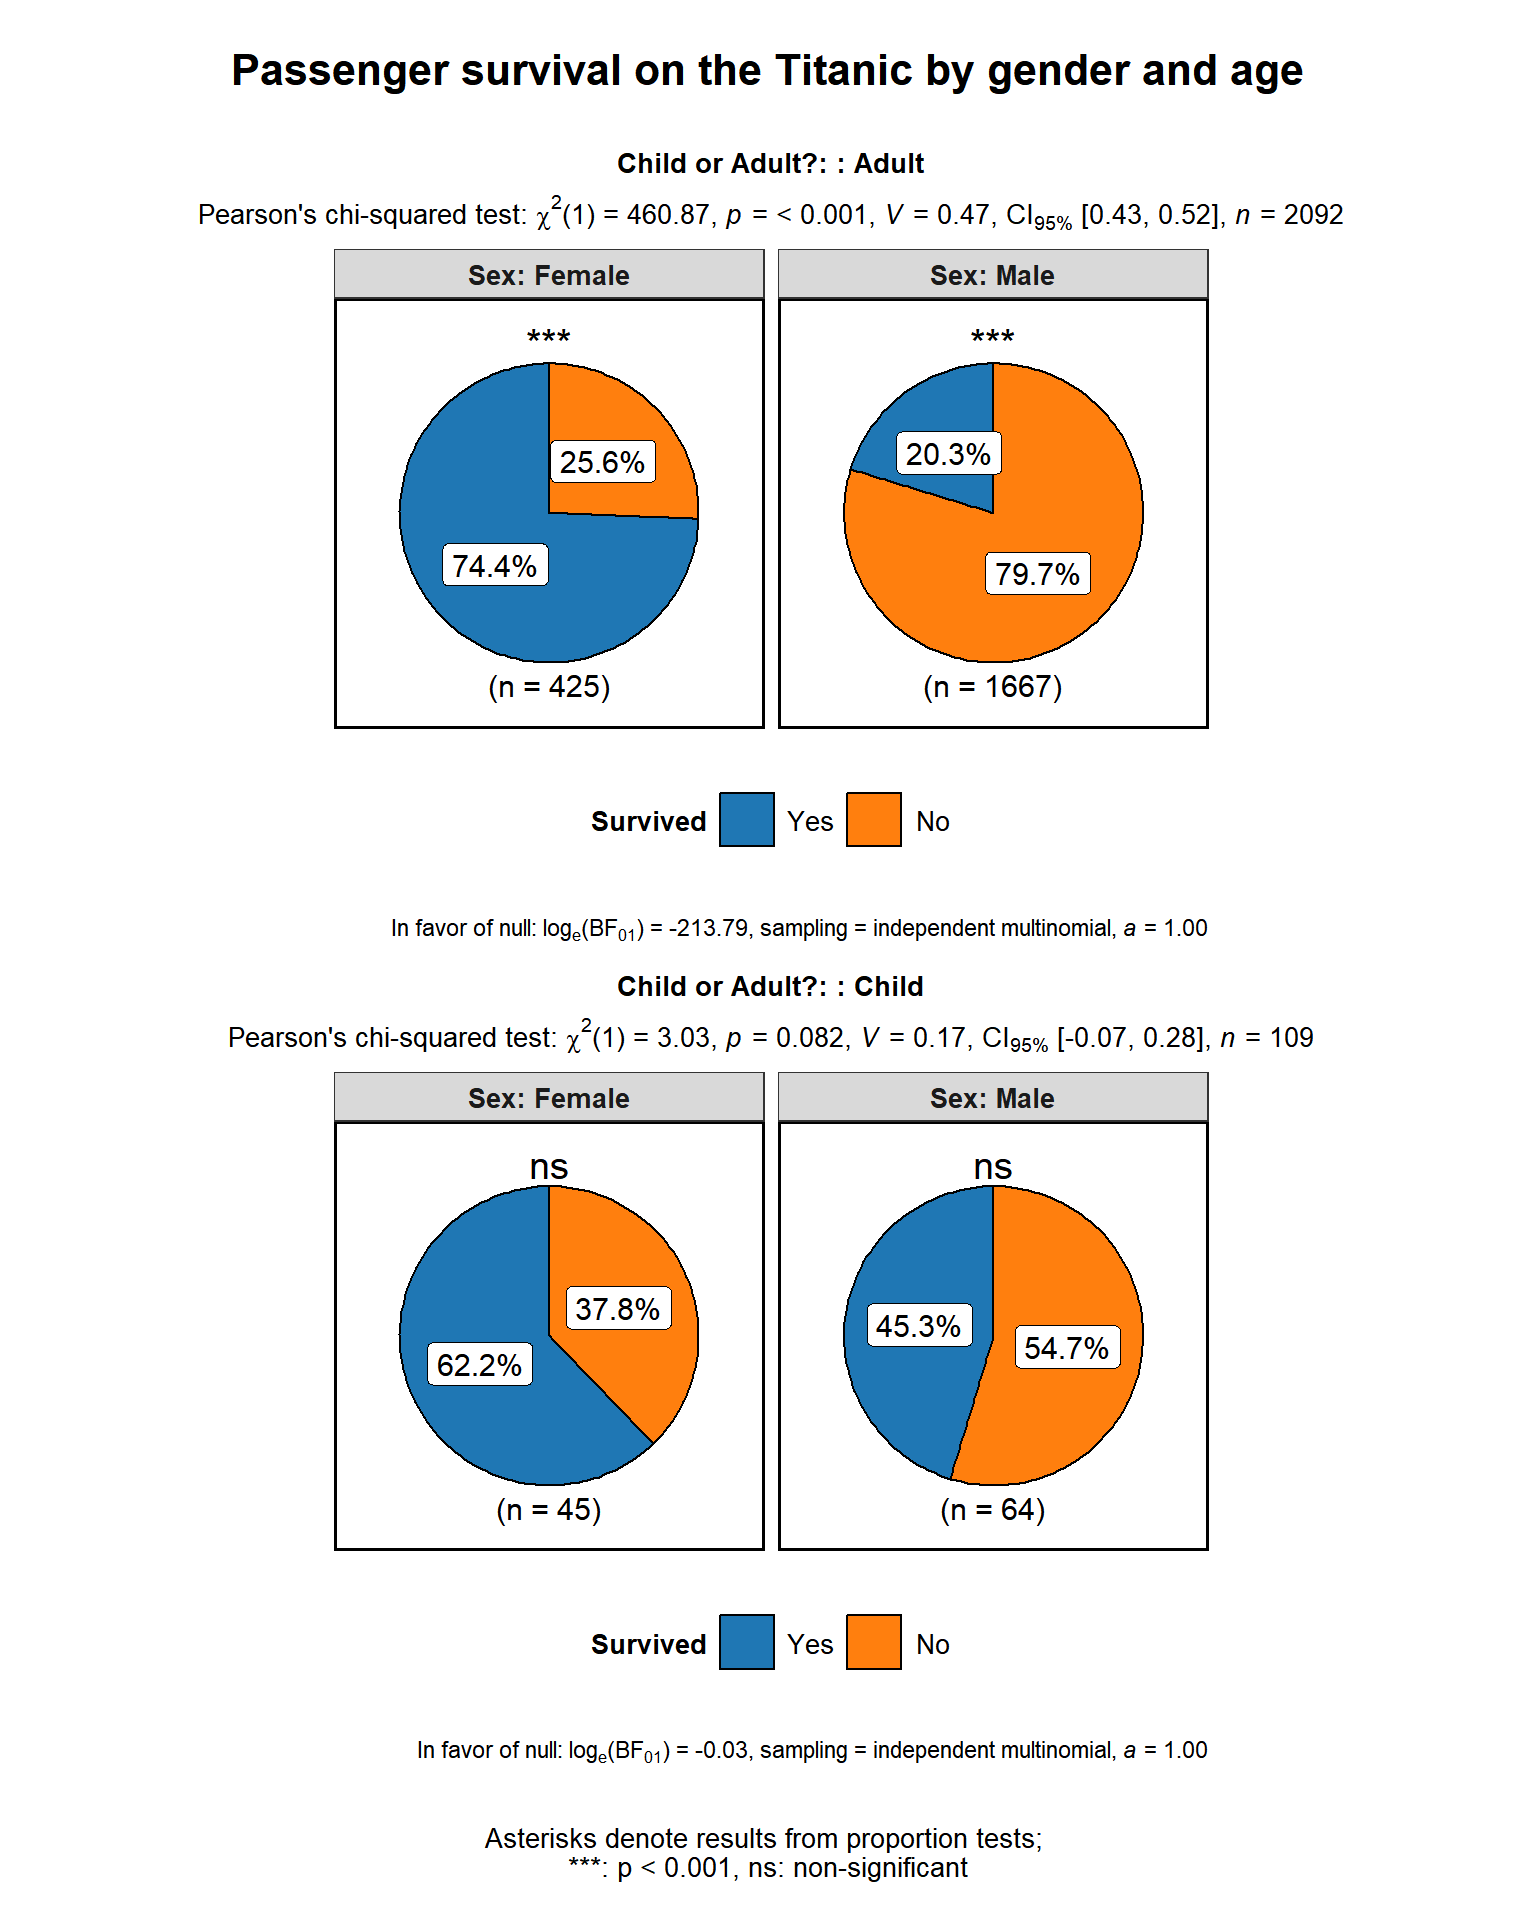 Passenger survival on the Titanic by gender and age
Child or Adult?: : Adult
Pearson's chi-squared test: χ2(1) = 460.87, p = < 0.001, V = 0.47, CI95% [0.43, 0.52], n = 2092
Sex: Female
Sex: Male
***
***
25.6%
74.4%
20.3%
79.7%
(n = 425)
(n = 1667)
Survived Yes No
In favor of null: loge(BF01) = -213.79, sampling = independent multinomial, a = 1.00
Child or Adult?: : Child
Pearson's chi-squared test: χ2(1) = 3.03, p = 0.082, V = 0.17, CI95% [-0.07, 0.28], n = 109
Sex: Female
Sex: Male
ns
ns
37.8%
62.2%
45.3%
54.7%
(n = 45)
(n = 64)
Survived Yes No
In favor of null: loge(BF01) = -0.03, sampling = independent multinomial, a = 1.00
Asterisks denote results from proportion tests;
***: p < 0.001, ns: non-significant